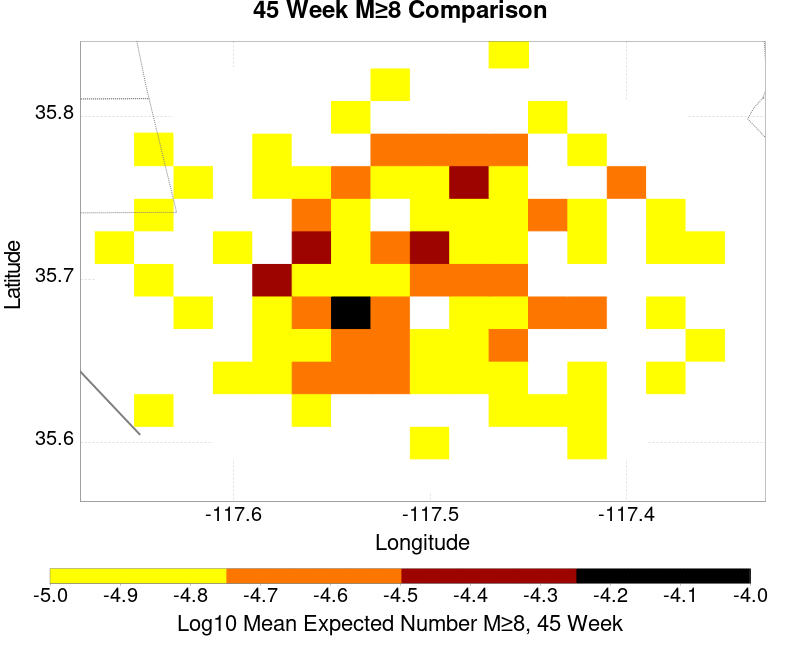 45 Week M≥8 Comparison
35.8
35.7
35.6
Latitude
-117.6 -117.5 -117.4
Longitude
-5.0 -4.9 -4.8 -4.7 -4.6 -4.5 -4.4 -4.3 -4.2 -4.1 -4.0
Log10 Mean Expected Number M≥8, 45 Week